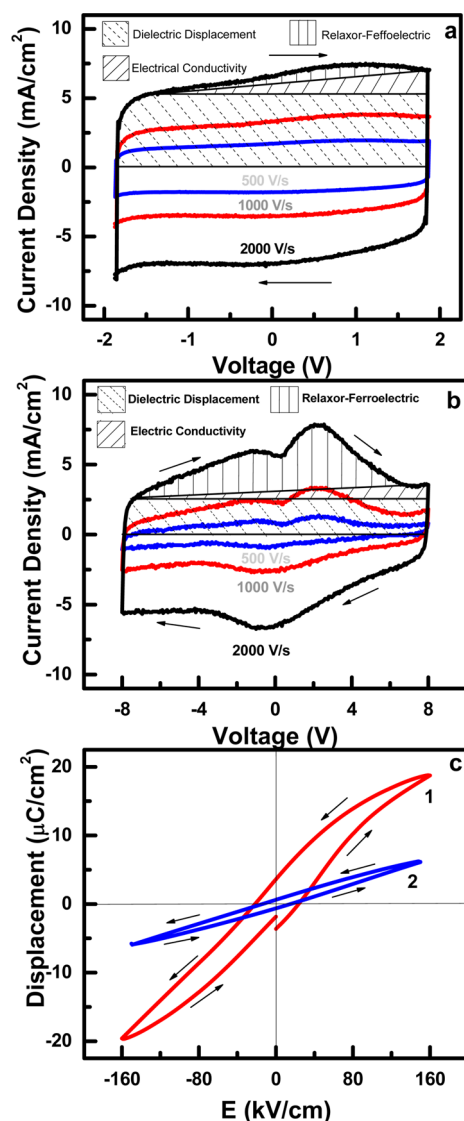 a
Dielectric Displacement
Relaxor-Feffoelectric
Electrical Conductivity
10
5
0
-5
-10
Current Density (mA/cm²)
500 V/s
1000 V/s
2000 V/s
-2 -1 0 1 2
Voltage (V)
b
Dielectric Displacement
Relaxor-Ferroelectric
Electric Conductivity
10
5
0
-5
-10
Current Density (mA/cm²)
500 V/s
1000 V/s
2000 V/s
-8 -4 0 4 8
Voltage (V)
c
20
10
0
-10
-20
Displacement (μC/cm²)
1
2
-160 -80 0 80 160
E (kV/cm)